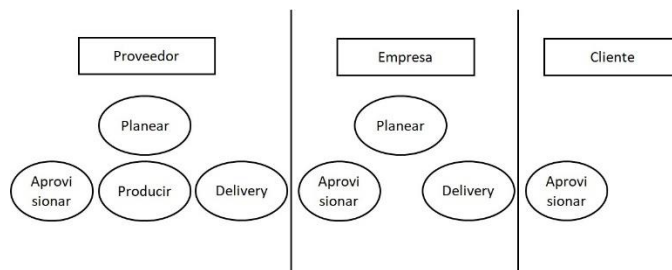 Proveedor
Empresa
Cliente
Planear
Planear
Aprovi
sionar
Producir
Delivery
Aprovi
sionar
Delivery
Aprovi
sionar